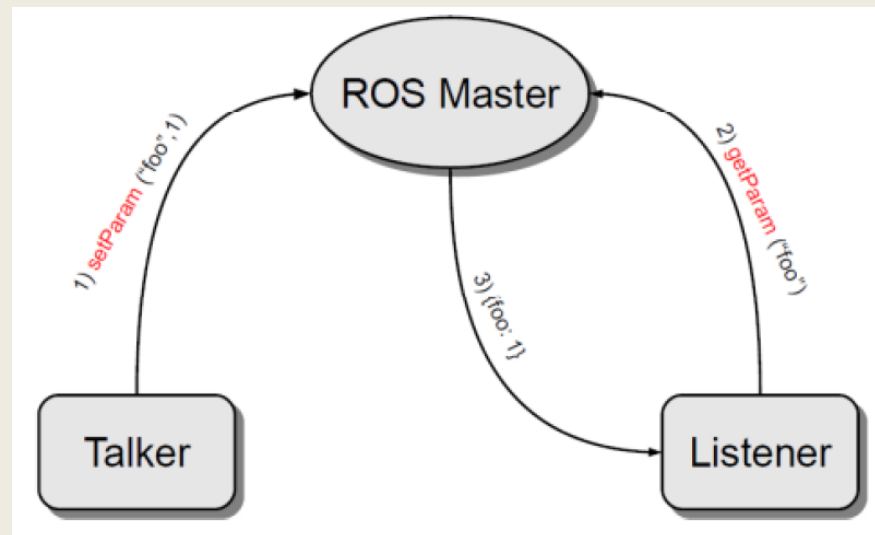 ROS Master
1) setParam ("foo",1)
2) getParam ("foo")
3) {foo: 1}
Talker
Listener